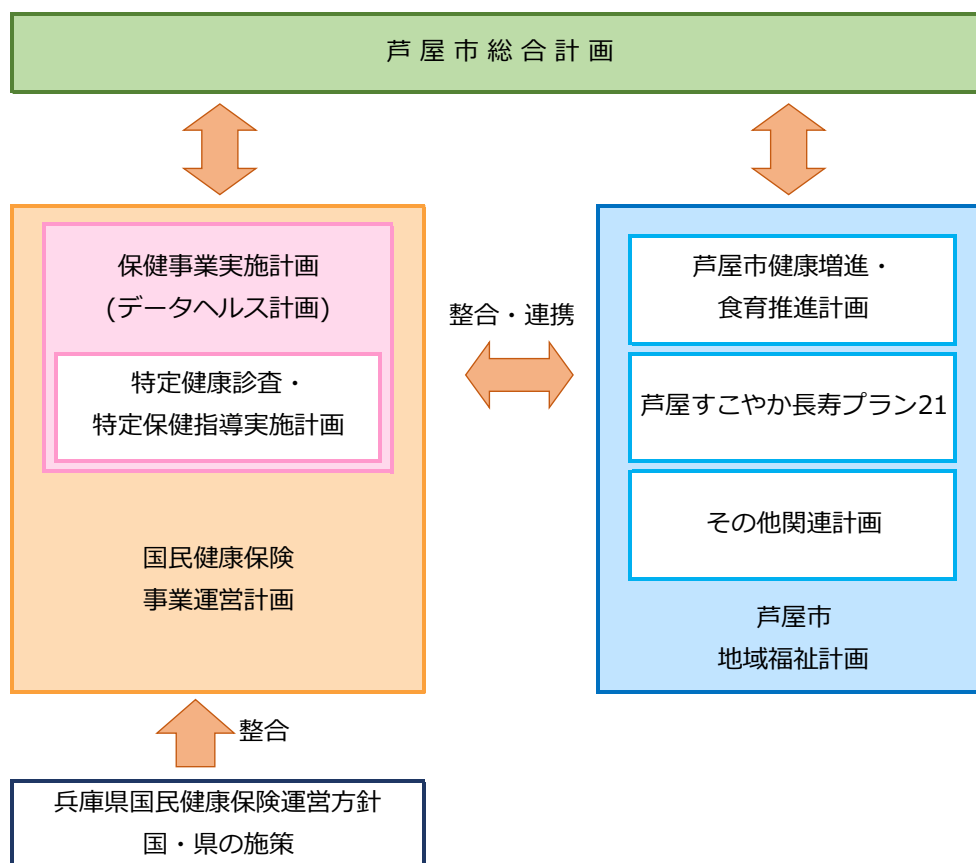 芦屋市総合計画
保健事業実施計画
(データヘルス計画)
特定健康診査・
特定保健指導実施計画
国民健康保険
事業運営計画
整合・連携
芦屋市健康増進・
食育推進計画
芦屋すこやか長寿プラン21
その他関連計画
芦屋市
地域福祉計画
整合
兵庫県国民健康保険運営方針
国・県の施策